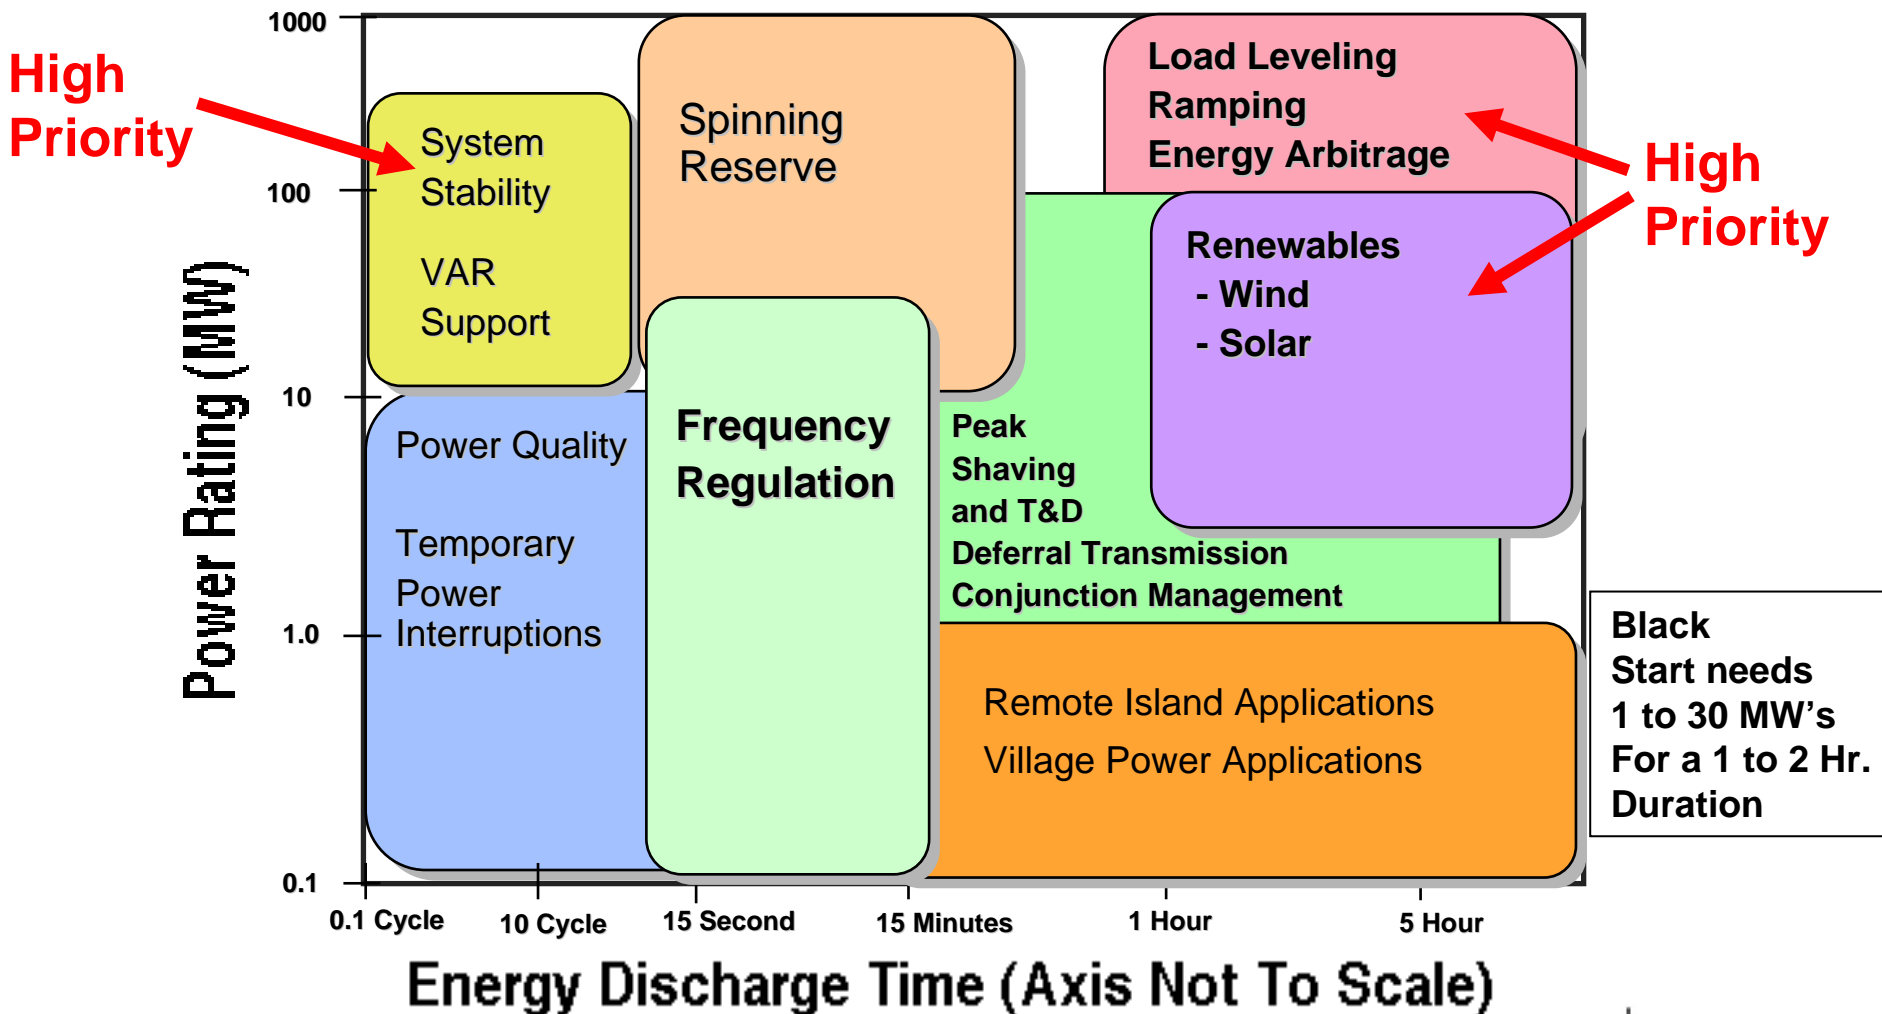 High
Priority
Power Rating (MW)
1000
100
10
1.0
0.1
System
Stability
VAR
Support
Spinning
Reserve
Load Leveling
Ramping
Energy Arbitrage
High
Priority
Renewables
- Wind
- Solar
Power Quality
Temporary
Power
Interruptions
Frequency
Regulation
Peak
Shaving
and T&D
Deferral Transmission
Conjunction Management
Remote Island Applications
Village Power Applications
Black
Start needs
1 to 30 MW’s
For a 1 to 2 Hr.
Duration
0.1 Cycle
10 Cycle
15 Second
15 Minutes
1 Hour
5 Hour
Energy Discharge Time (Axis Not To Scale)